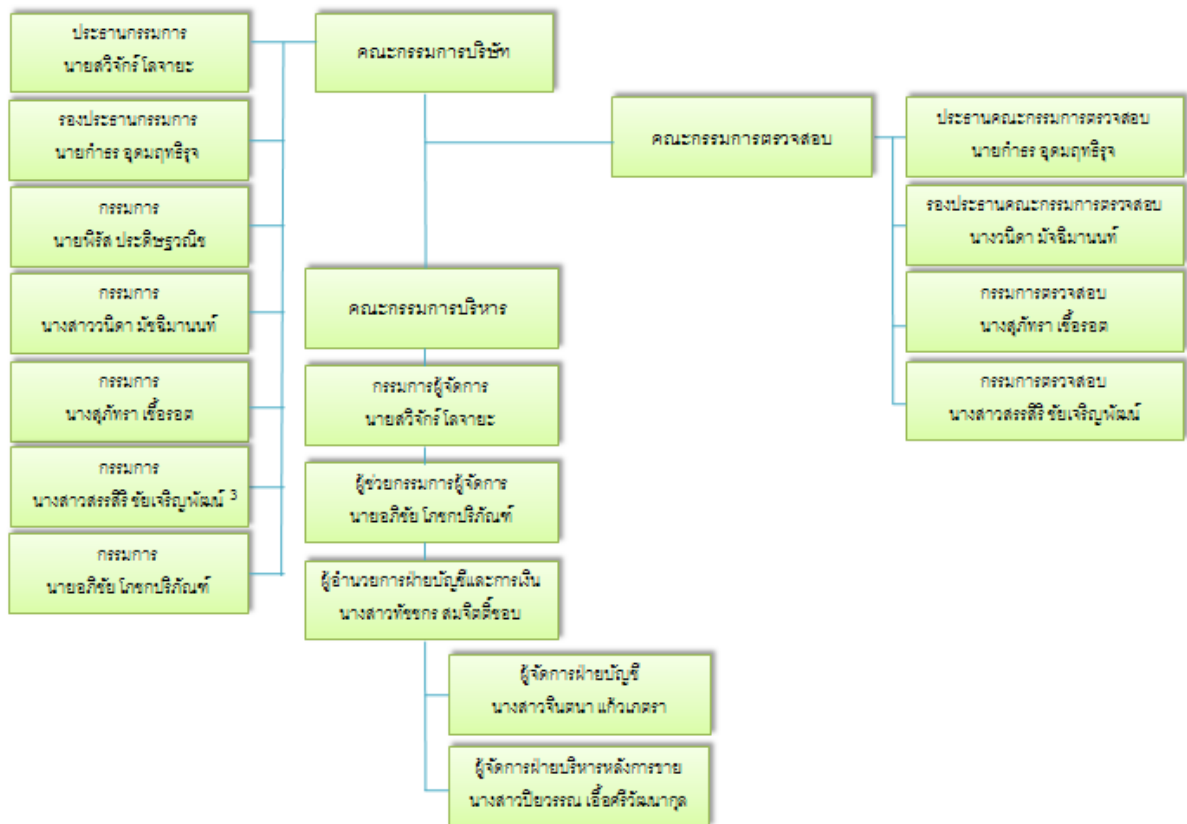 ประธานกรรมการ
นายสวิจักร์ โลจายะ
รองประธานกรรมการ
นายกำธร อุดมฤทธิรุจ
กรรมการ
นายพิรัส ประดิษฐวณิช
กรรมการ
นางสาววนิดา มัชฉิมานนท์
กรรมการ
นางสุภัทรา เชื้อรอต
กรรมการ
นางสาวสรรสิริ ชัยเจริญพัฒน์ 3
กรรมการ
นายอภิชัย โภชกปริภัณฑ์
คณะกรรมการบริษัท
คณะกรรมการบริหาร
กรรมการผู้จัดการ
นายสวิจักร์ โลจายะ
ผู้ช่วยกรรมการผู้จัดการ
นายอภิชัย โภชกปริภัณฑ์
ผู้อำนวยการฝ่ายบัญชีและการเงิน
นางสาวทัชชกร สมจิตต์ชอบ
ผู้จัดการฝ่ายบัญชี
นางสาวจินตนา แก้วเภตรา
ผู้จัดการฝ่ายบริหารหลังการขาย
นางสาวปิยวรรณ เอื้อศรีวัฒนากุล
คณะกรรมการตรวจสอบ
ประธานคณะกรรมการตรวจสอบ
นายกำธร อุดมฤทธิรุจ
รองประธานคณะกรรมการตรวจสอบ
นางวนิดา มัจฉิมานนท์
กรรมการตรวจสอบ
นางสุภัทรา เชื้อรอต
กรรมการตรวจสอบ
นางสาวสรรสิริ ชัยเจริญพัฒน์